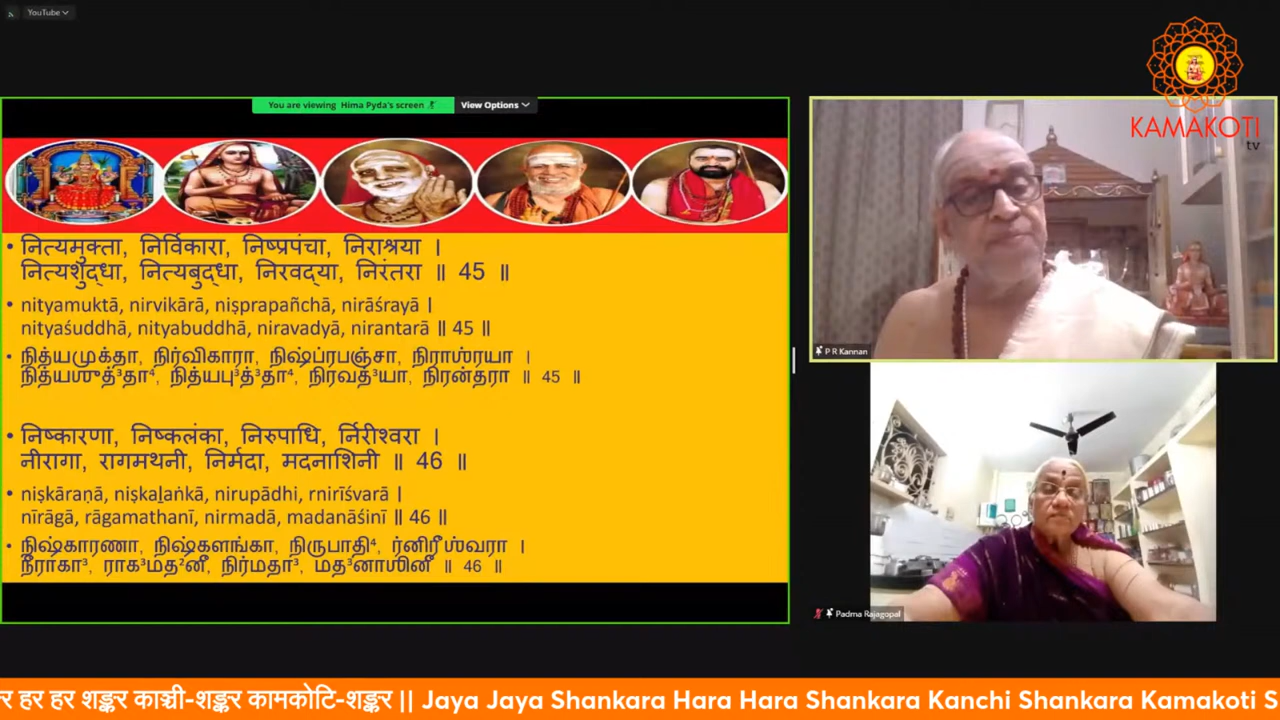 YouTube
You are viewing Hima Pyda's screen
View Options
KAMAKOTI
tv
• नित्यमुक्ता, निर्विकारा, निष्प्रपंचा, निराश्रया ।
नित्यशुद्धा, नित्यबुद्धा, निरवद्या, निरंतरा ॥ 45 ॥
• nityamuktā, nirvikārā, niṣprapañchā, nirāśrayā |
nityaśuddhā, nityabuddhā, niravadyā, nirantarā ‖ 45 ‖
• நித்யமுக்தா, நிர்விகாரா, நிஷ்ப்ரபஞ்சா, நிராஶ்ரயா ।
நித்யஶுத்³தா⁴, நித்யபு³த்³தா⁴, நிரவத்³யா, நிரன்தரா ॥ 45 ॥
• निष्कारणा, निष्कलंका, निरुपाधि, र्निरीश्वरा ।
नीरागा, रागमथनी, निर्मदा, मदनाशिनी ॥ 46 ॥
• niṣkāraṇā, niṣkaḻaṅkā, nirupādhi, rnirīśvarā |
nīrāgā, rāgamathanī, nirmadā, madanāśinī ‖ 46 ‖
• நிஷ்காரணா, நிஷ்களங்கா, நிருபாதி⁴, ர்னிரீஶ்வரா ।
நீராகா³, ராக³மத²னீ, நிர்மதா³, மத³னாஶினீ ॥ 46 ॥
P R Kannan
Padma Rajagopal
र हर हर शङ्कर काञ्ची-शङ्कर कामकोटि-शङ्कर || Jaya Jaya Shankara Hara Hara Shankara Kanchi Shankara Kamakoti S